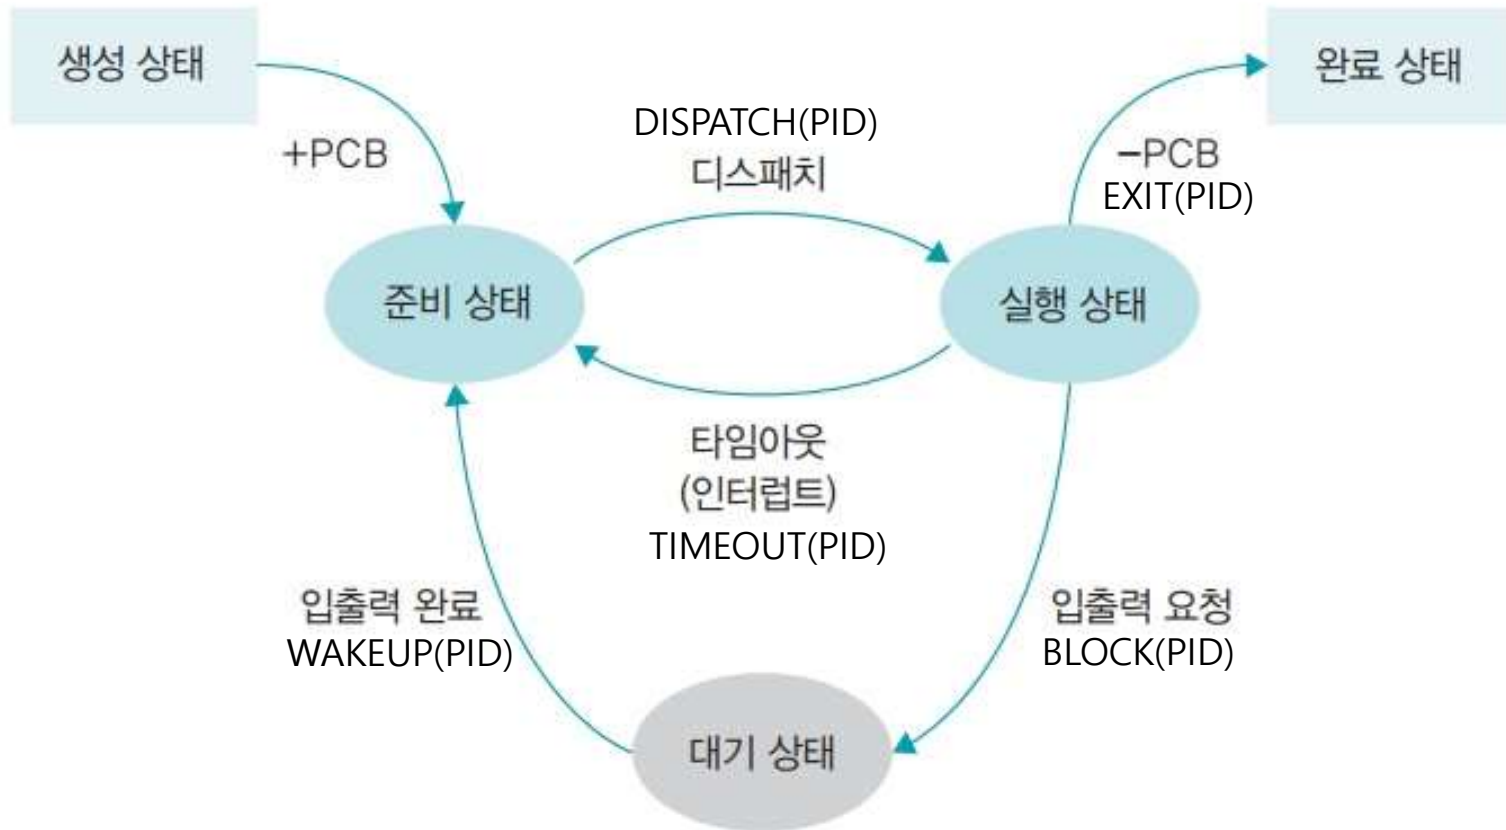 생성 상태
완료 상태
+PCB
DISPATCH(PID)
디스패치
–PCB
EXIT(PID)
준비 상태
실행 상태
타임아웃
(인터럽트)
TIMEOUT(PID)
입출력 완료
WAKEUP(PID)
입출력 요청
BLOCK(PID)
대기 상태